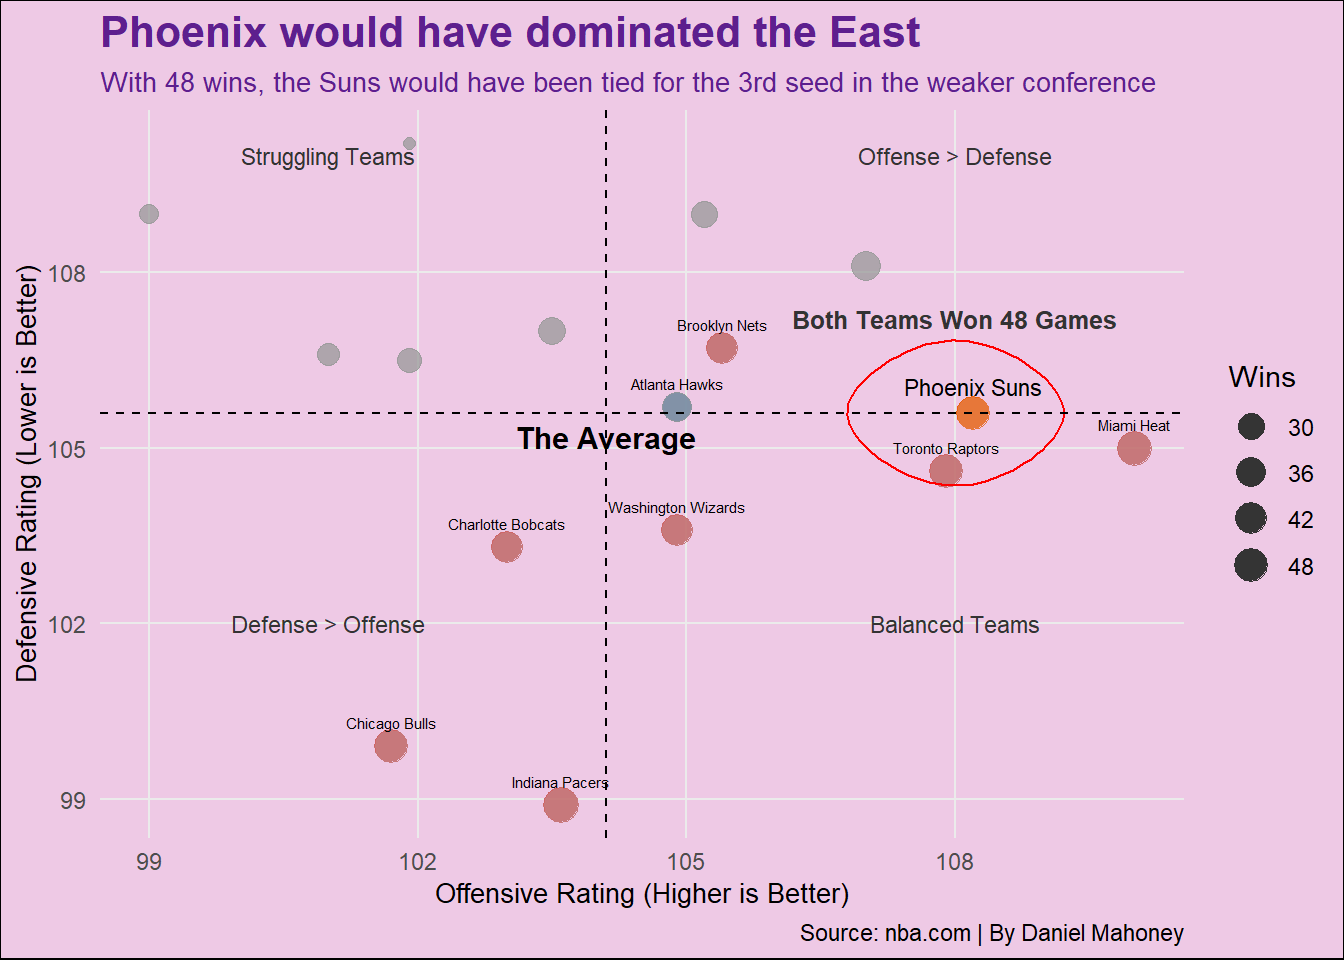 Phoenix would have dominated the East
With 48 wins, the Suns would have been tied for the 3rd seed in the weaker conference
Struggling Teams
Offense > Defense
Both Teams Won 48 Games
Brooklyn Nets
Atlanta Hawks
Phoenix Suns
Miami Heat
The Average
Toronto Raptors
Washington Wizards
Charlotte Bobcats
Defense > Offense
Balanced Teams
Chicago Bulls
Indiana Pacers
108
105
102
99
Defensive Rating (Lower is Better)
99
102
105
108
Offensive Rating (Higher is Better)
Wins
30
36
42
48
Source: nba.com | By Daniel Mahoney